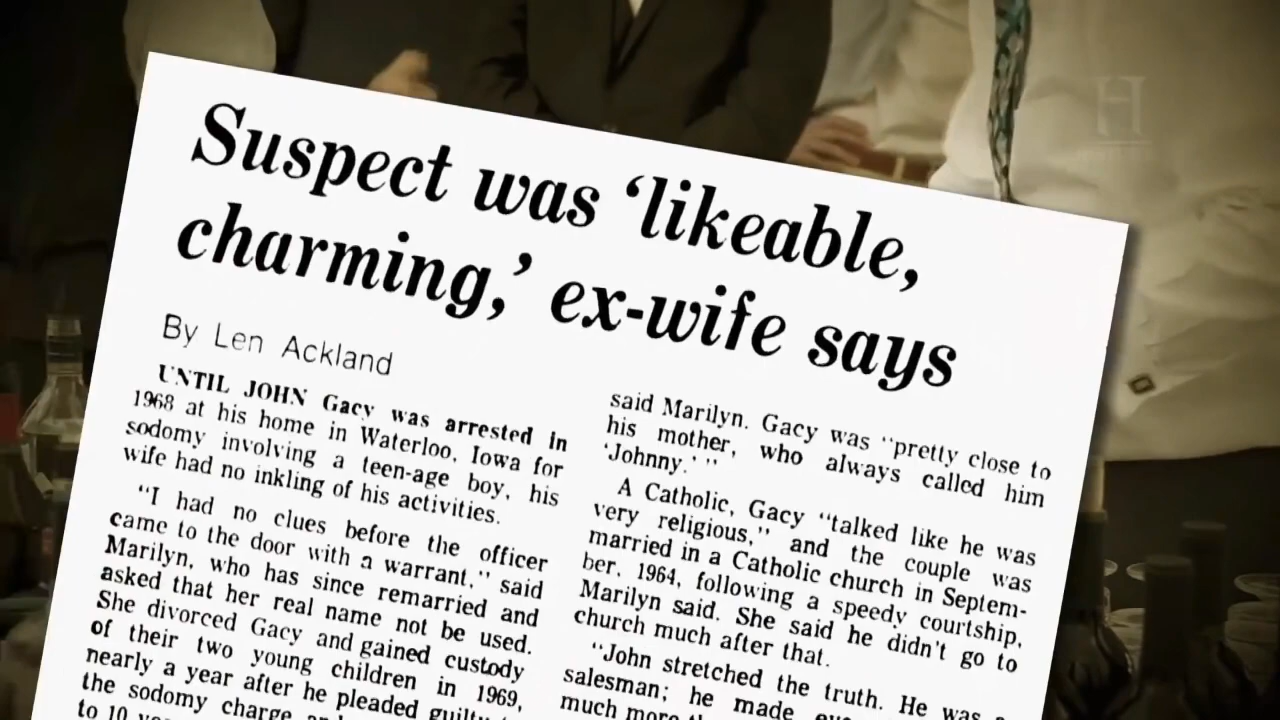 Suspect was ‘likeable,
charming,’ ex-wife says
By Len Ackland
UNTIL JOHN Gacy was arrested in
1968 at his home in Waterloo, Iowa for
sodomy involving a teen-age boy, his
wife had no inkling of his activities.
“I had no clues before the officer
came to the door with a warrant,” said
Marilyn, who has since remarried and
asked that her real name not be used.
She divorced Gacy and gained custody
of their two young children in 1969,
nearly a year after he pleaded guilty
the sodomy charge
to 10
said Marilyn. Gacy was “pretty close to
his mother, who always called him
‘Johnny.’ ”
A Catholic, Gacy “talked like he was
very religious,” and the couple was
married in a Catholic church in Septem-
ber, 1964, following a speedy courtship,
Marilyn said. She said he didn't go to
church much after that.
“John stretched the truth. He was a
salesman; he made
much more
H